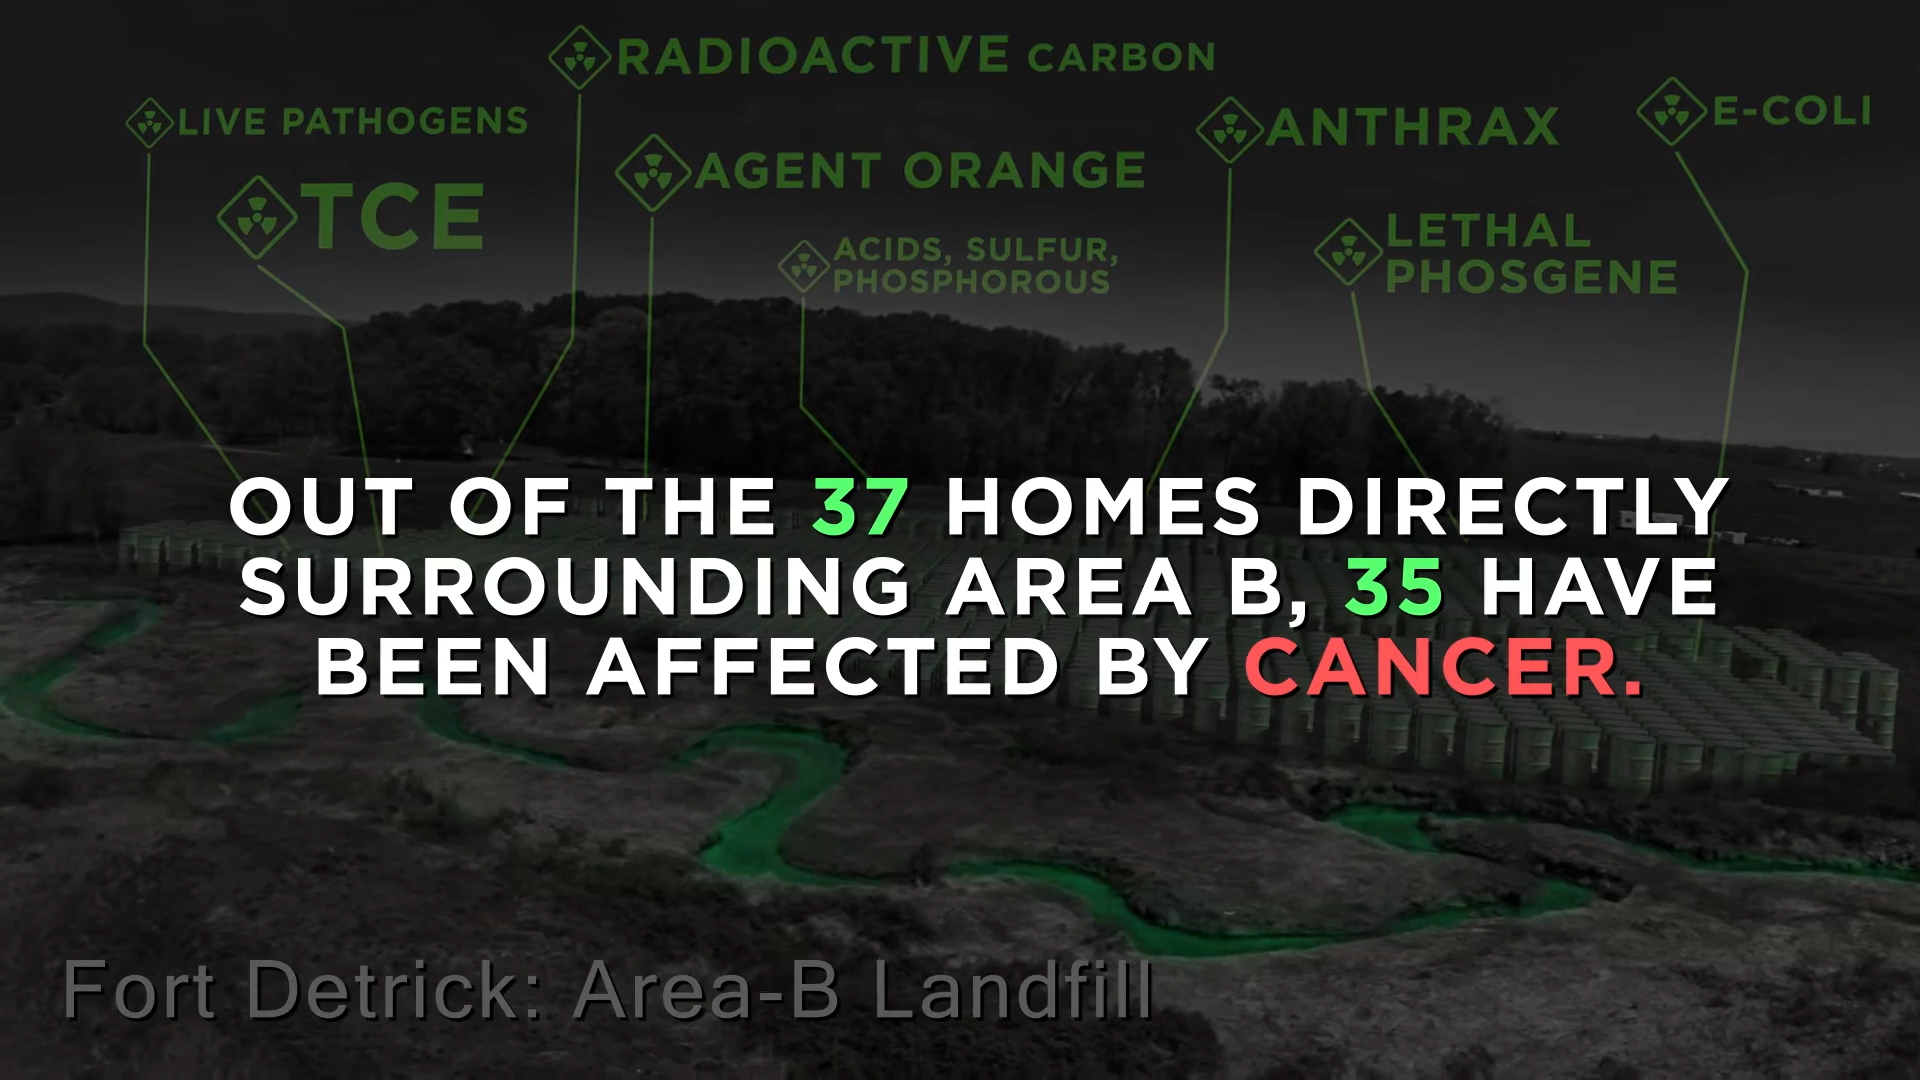 RADIOACTIVE CARBON
LIVE PATHOGENS
ANTHRAX
E-COLI
TCE
AGENT ORANGE
ACIDS, SULFUR,
PHOSPHOROUS
LETHAL
PHOSGENE
OUT OF THE 37 HOMES DIRECTLY
SURROUNDING AREA B, 35 HAVE
BEEN AFFECTED BY CANCER.
Fort Detrick: Area-B Landfill